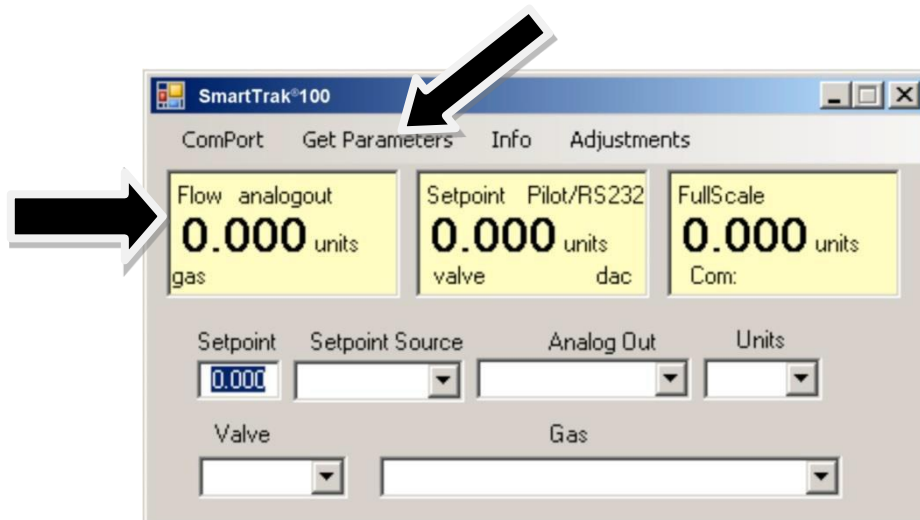 SmartTrak®100
ComPort Get Parameters Info Adjustments
Flow analogout
0.000 units
gas
Setpoint Pilot/RS232
0.000 units
valve dac
FullScale
0.000 units
Com:
Setpoint Setpoint Source Analog Out Units
0.000
Valve Gas